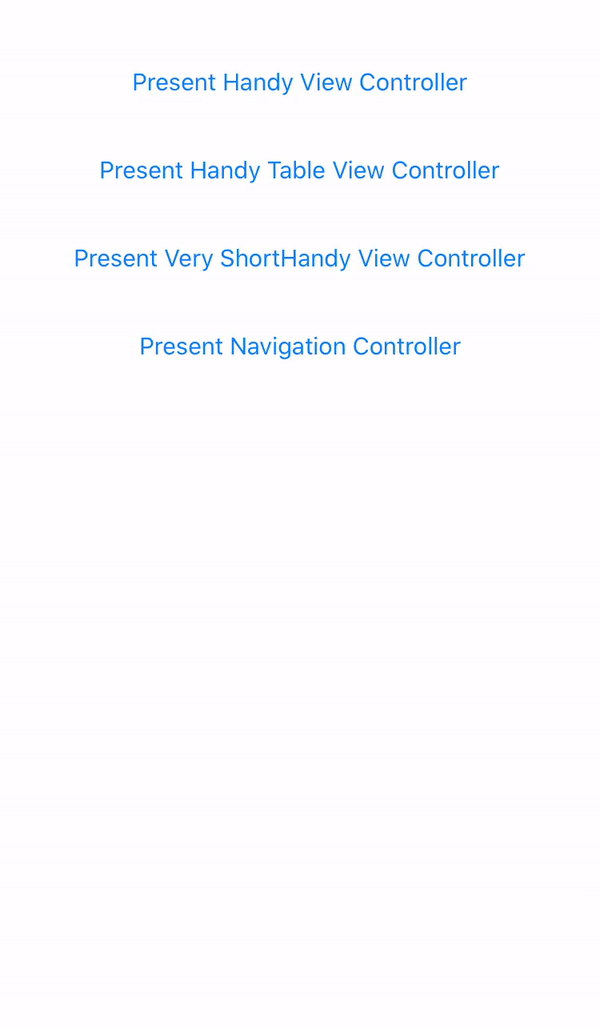 Present Handy View Controller
Present Handy Table View Controller
Present Very ShortHandy View Controller
Present Navigation Controller